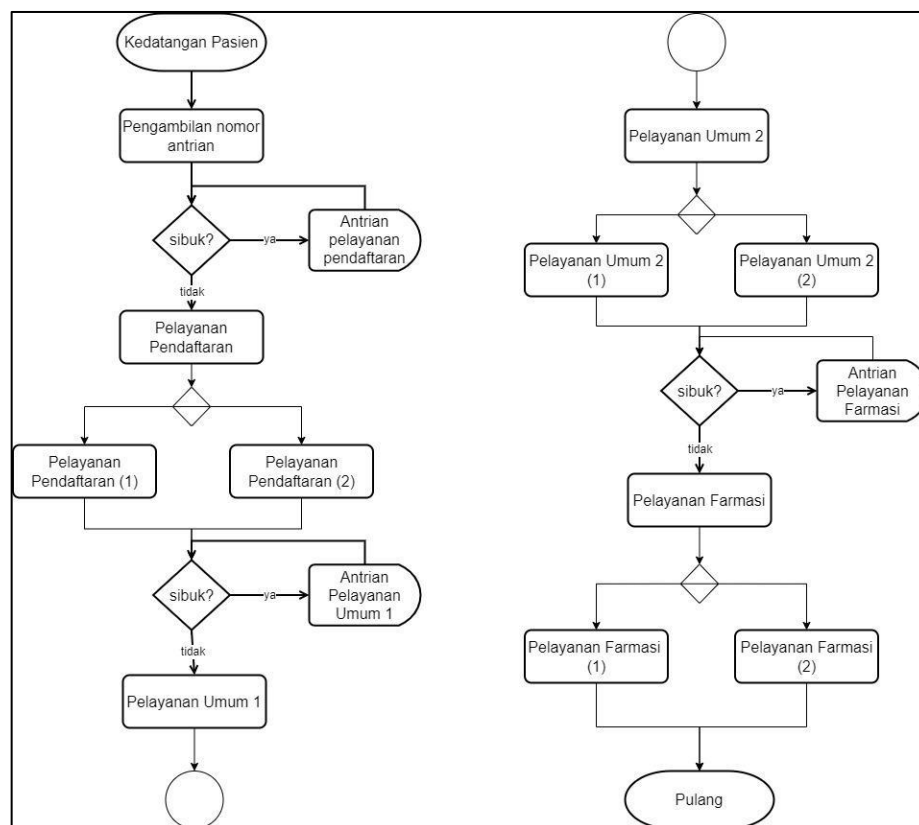 Kedatangan Pasien
Pengambilan nomor
antrian
sibuk?
ya
Antrian
pelayanan
pendaftaran
tidak
Pelayanan
Pendaftaran
Pelayanan
Pendaftaran (1)
Pelayanan
Pendaftaran (2)
sibuk?
ya
Antrian
Pelayanan
Umum 1
tidak
Pelayanan Umum 1
Pelayanan Umum 2
Pelayanan Umum 2
(1)
Pelayanan Umum 2
(2)
sibuk?
ya
Antrian
Pelayanan
Farmasi
tidak
Pelayanan Farmasi
Pelayanan Farmasi
(1)
Pelayanan Farmasi
(2)
Pulang